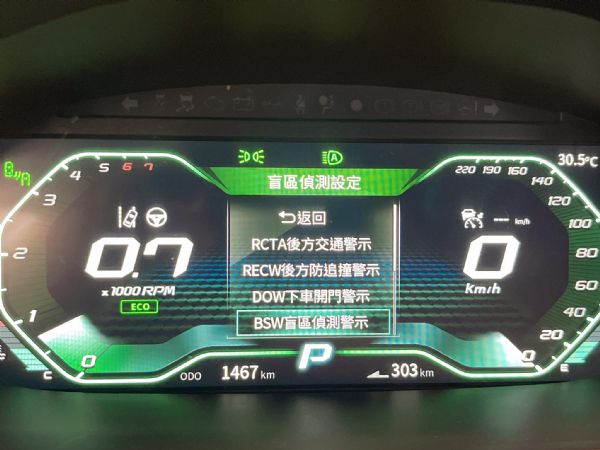 30.5°C
盲區偵測設定
返回
RCTA後方交通警示
RECW後方防追撞警示
DOW下車開門警示
BSW盲區偵測警示
0
1
2
3
4
5
6
7
0.7
x1000 RPM
ECO
220
190
160
140
120
100
80
60
40
20
0
--- km/h
0
Km/h
P
C
ODO 1467 km
303 km
E